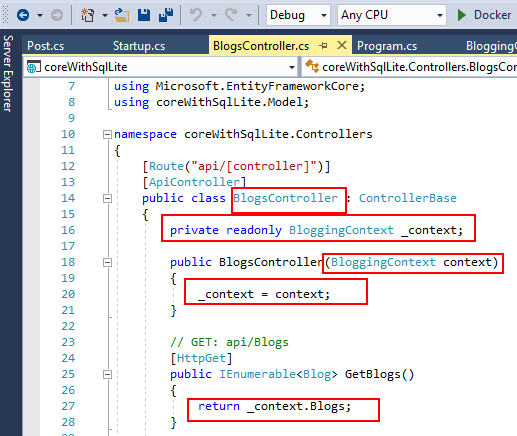 Debug
Any CPU
Docker
Server Explorer
Post.cs
Startup.cs
BlogsController.cs
Program.cs
Blogging
coreWithSqlLite
coreWithSqlLite.Controllers.BlogsCon
7 using Microsoft.EntityFrameworkCore;
8 using coreWithSqlLite.Model;
9
10 namespace coreWithSqlLite.Controllers
11 {
12 [Route("api/[controller]")]
13 [ApiController]
14 public class BlogsController : ControllerBase
15 {
16 private readonly BloggingContext _context;
17
18 public BlogsController(BloggingContext context)
19 {
20 _context = context;
21 }
22
23 // GET: api/Blogs
24 [HttpGet]
25 public IEnumerable<Blog> GetBlogs()
26 {
27 return _context.Blogs;
28 }